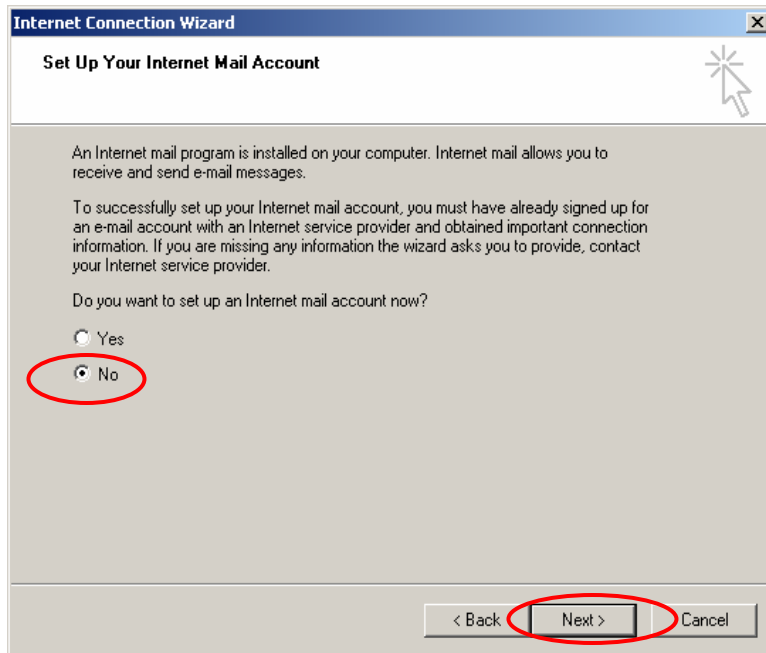 Internet Connection Wizard
Set Up Your Internet Mail Account
An Internet mail program is installed on your computer. Internet mail allows you to
receive and send e-mail messages.
To successfully set up your Internet mail account, you must have already signed up for
an e-mail account with an Internet service provider and obtained important connection
information. If you are missing any information the wizard asks you to provide, contact
your Internet service provider.
Do you want to set up an Internet mail account now?
Yes
No
< Back Next > Cancel